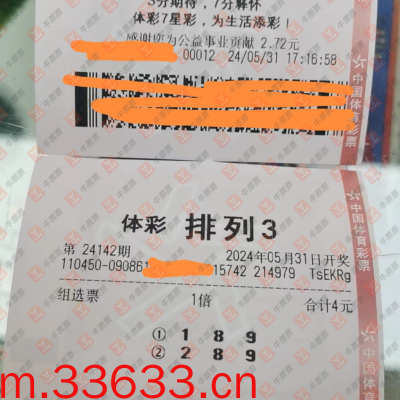 3分期待，7分解怀
体彩7星彩，为生活添彩！
感谢您为公益事业贡献 2.72元
00012 24/05/31 17:16:58
中国体育彩票
体彩 排列3
第 24142期 2024年05月31日开奖
110450-090861 15742 214979 TsEKRg
组选票 1倍 合计4元
① 1 8 9
② 2 8 9
中国体育彩票
中国
m.33633.cn